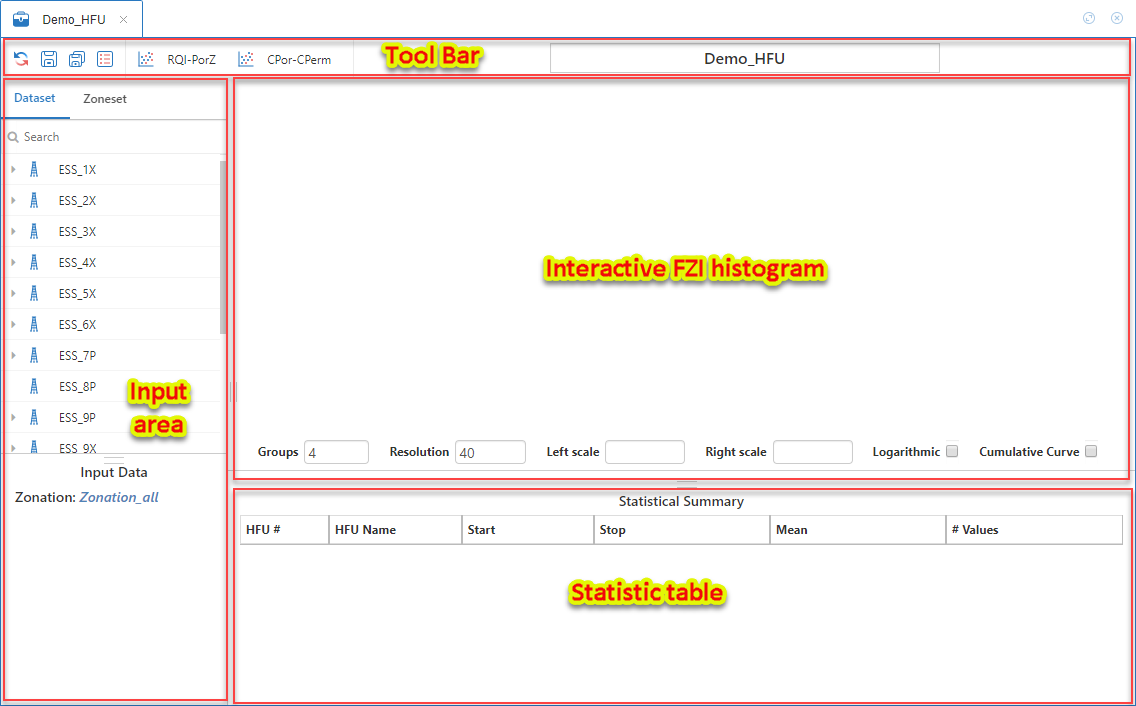 Demo_HFU
RQI-PorZ CPor-CPerm Tool Bar Demo_HFU
Dataset Zoneset
Search
ESS_1X
ESS_2X
ESS_3X
ESS_4X
ESS_5X
ESS_6X
ESS_7P
ESS_8P
ESS_9P
ESS_9X
Input
area
Input Data
Zonation: Zonation_all
Interactive FZI histogram
Groups 4 Resolution 40 Left scale Right scale Logarithmic Cumulative Curve
Statistical Summary
HFU # HFU Name Start Stop Mean # Values
Statistic table